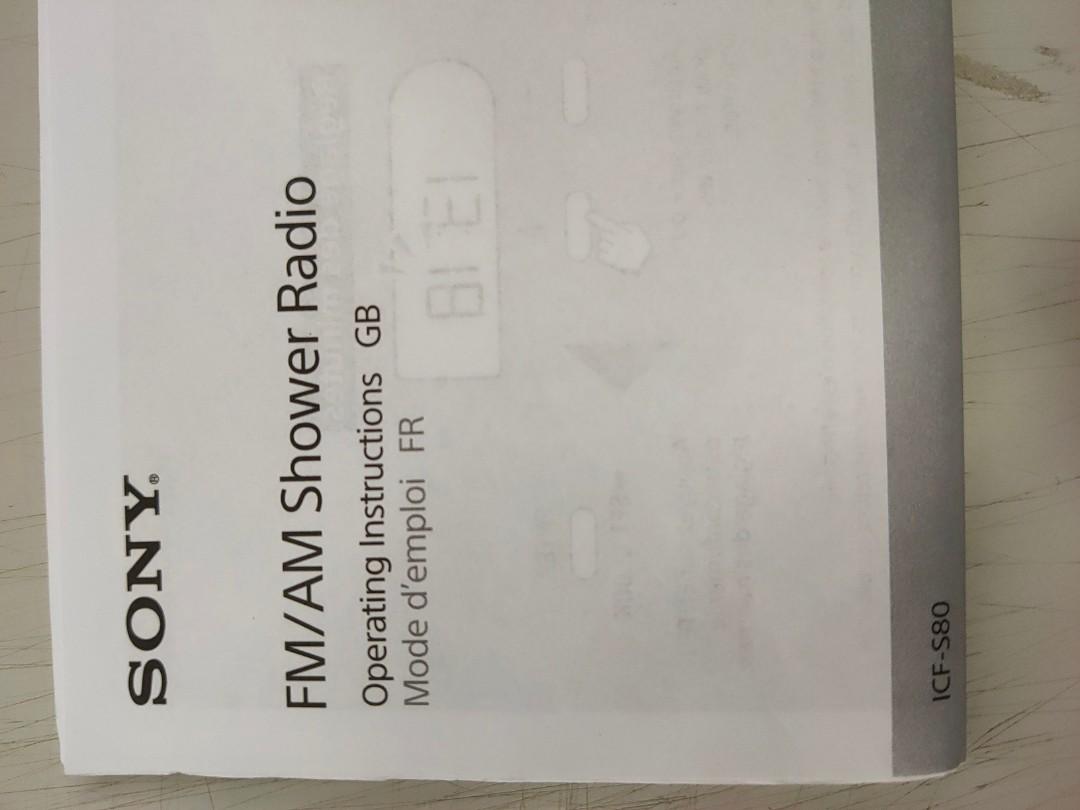 SONY®
FM/AM Shower Radio
Operating Instructions GB
Mode d'emploi FR
ICF-S80